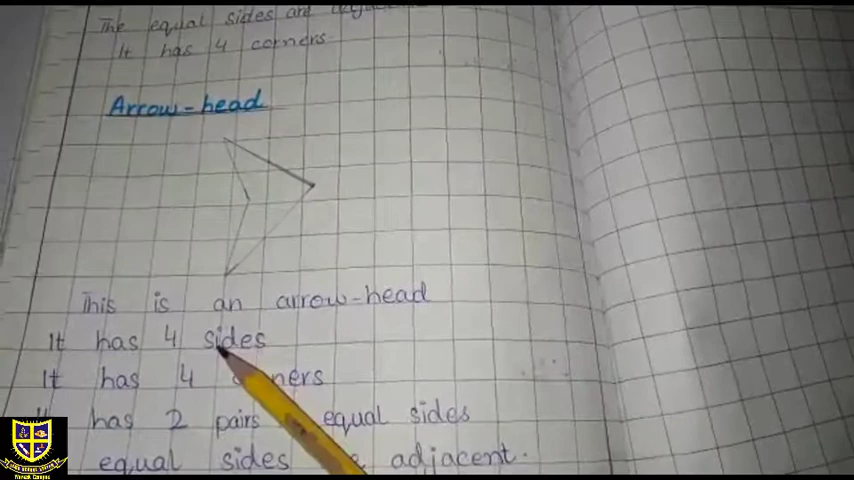 The equal sides are
It has 4 corners.
Arrow-head
This is an arrow-head
It has 4 sides
It has 4
has 2 pairs equal sides
equal sides adjacent.